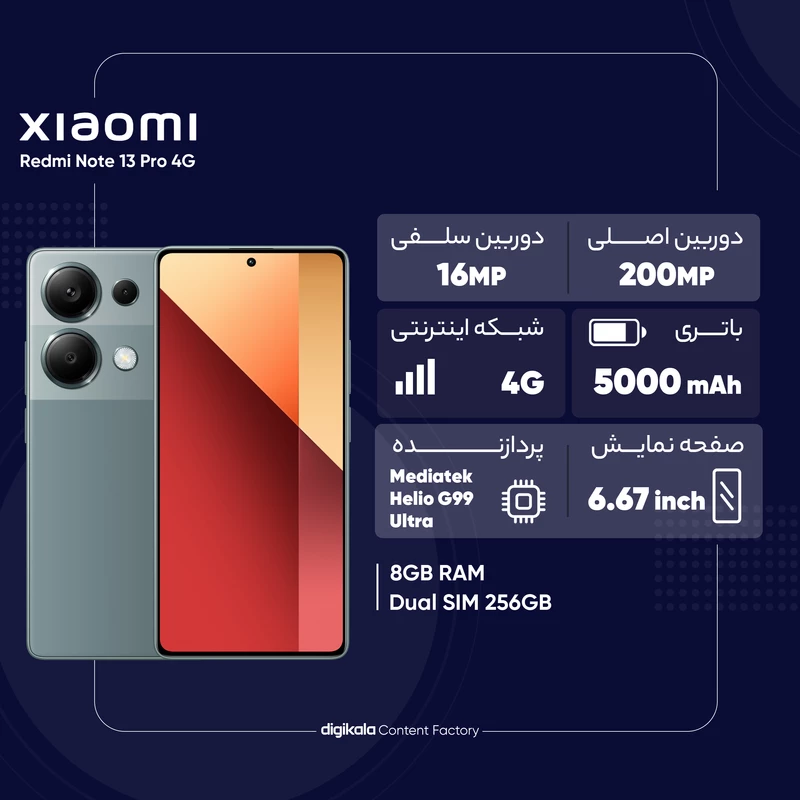 xiaomi
Redmi Note 13 Pro 4G
دوربین اصلی
200MP
دوربین سلفی
16MP
باتری
5000 mAh
شبکه اینترنتی
4G
صفحه نمایش
6.67 inch
پردازنده
Mediatek
Helio G99
Ultra
8GB RAM
Dual SIM 256GB
digikala Content Factory